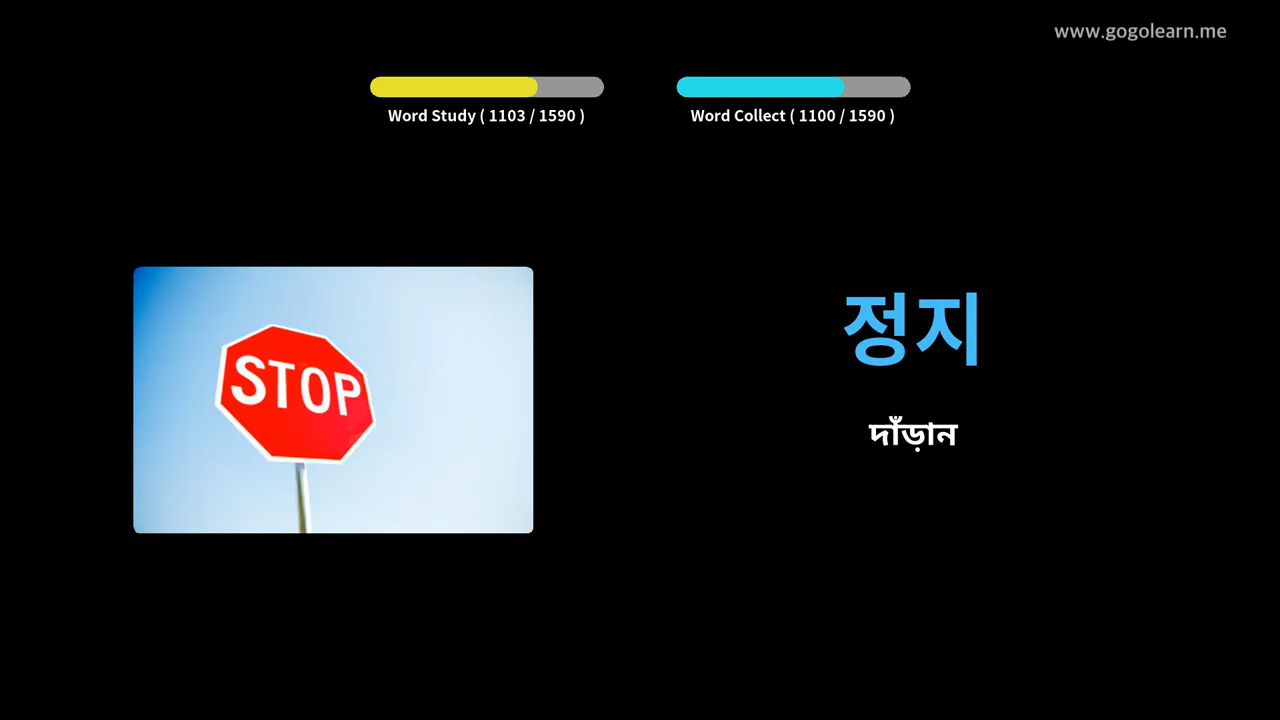 www.gogolearn.me
Word Study ( 1103 / 1590 )
Word Collect ( 1100 / 1590 )
STOP
정지
দাঁড়ান